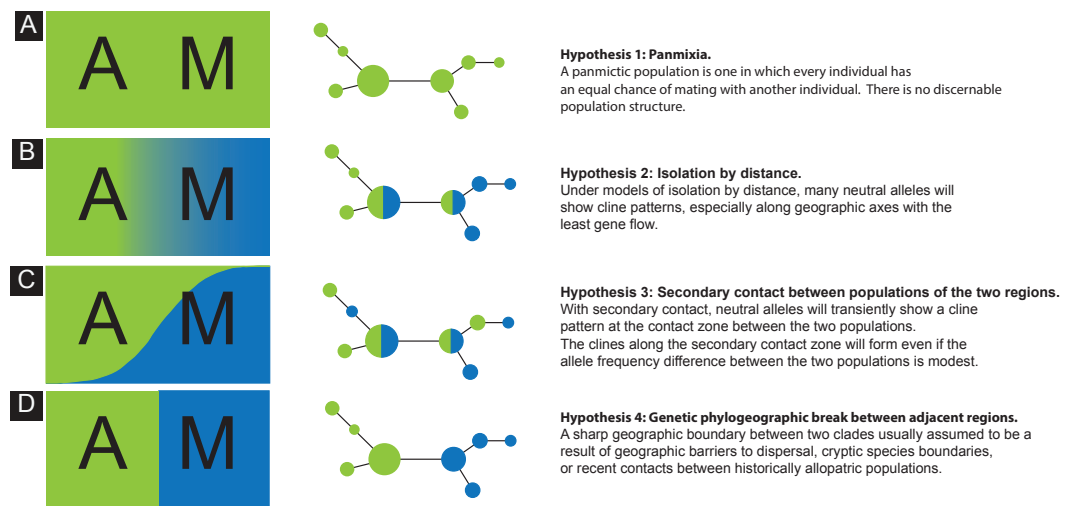 A
A M
Hypothesis 1: Panmixia.
A panmictic population is one in which every individual has
an equal chance of mating with another individual. There is no discernable
population structure.
B
A M
Hypothesis 2: Isolation by distance.
Under models of isolation by distance, many neutral alleles will
show cline patterns, especially along geographic axes with the
least gene flow.
C
A M
Hypothesis 3: Secondary contact between populations of the two regions.
With secondary contact, neutral alleles will transiently show a cline
pattern at the contact zone between the two populations.
The clines along the secondary contact zone will form even if the
allele frequency difference between the two populations is modest.
D
A M
Hypothesis 4: Genetic phylogeographic break between adjacent regions.
A sharp geographic boundary between two clades usually assumed to be a
result of geographic barriers to dispersal, cryptic species boundaries,
or recent contacts between historically allopatric populations.